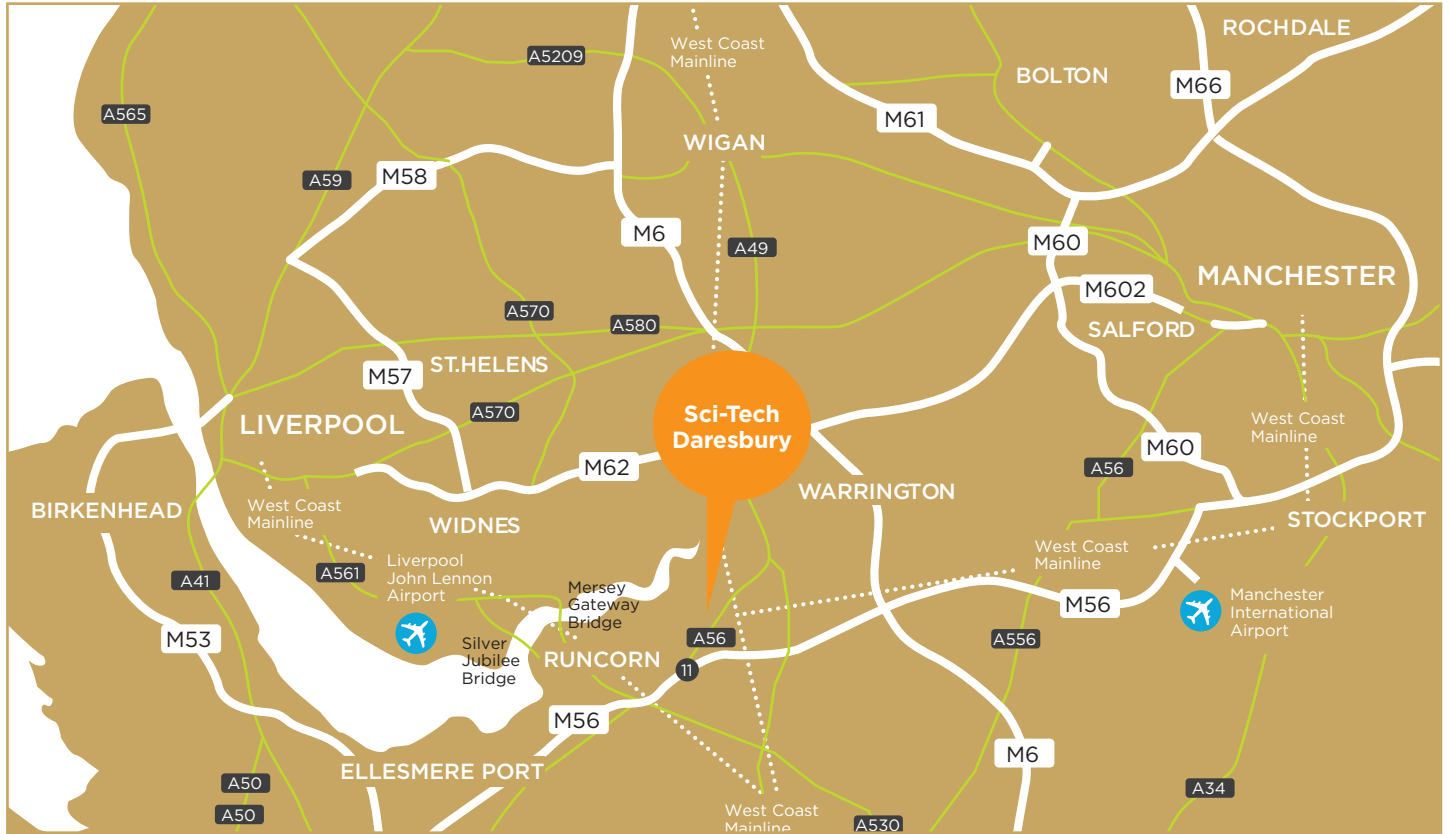 ROCHDALE
West Coast
Mainline
A5209
BOLTON
M66
A565
M61
WIGAN
M58
A59
M6
A49
M60
MANCHESTER
M602
A570
A580
SALFORD
ST.HELENS
M57
A570
LIVERPOOL
Sci-Tech
Daresbury
West Coast
Mainline
M60
A56
M62
WARRINGTON
BIRKENHEAD
West Coast
Mainline
WIDNES
STOCKPORT
West Coast
Mainline
Liverpool
John Lennon
Airport
A561
A41
Mersey
Gateway
Bridge
M56
Manchester
International
Airport
M53
A56
A556
Silver
Jubilee
Bridge
RUNCORN
11
M56
M6
ELLESMERE PORT
A50
A34
A50
West Coast
Mainline
A530